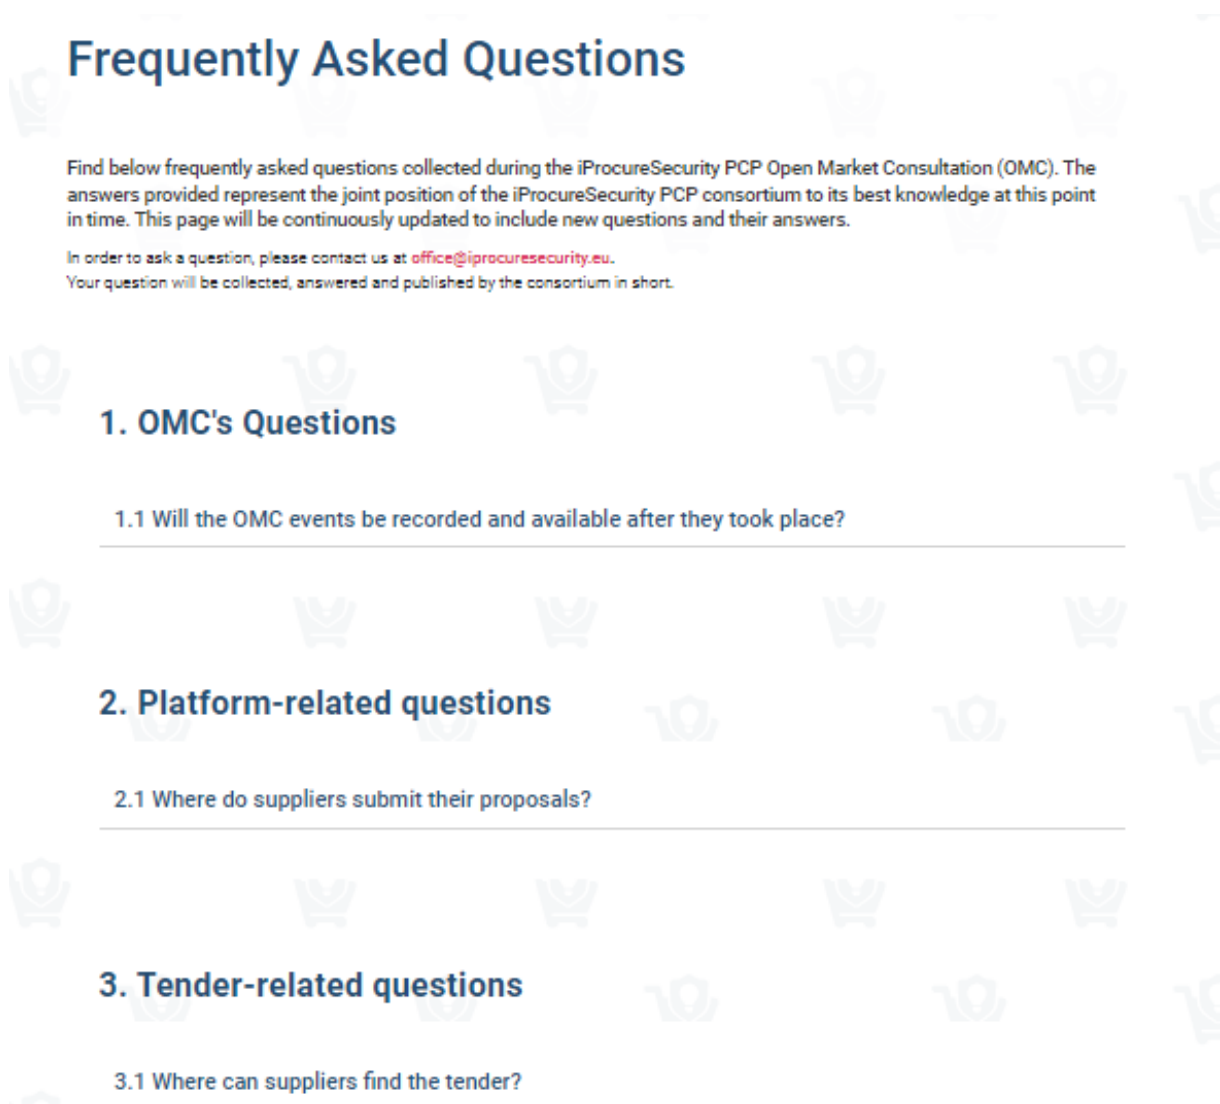 Frequently Asked Questions
Find below frequently asked questions collected during the iProcureSecurity PCP Open Market Consultation (OMC). The
answers provided represent the joint position of the iProcureSecurity PCP consortium to its best knowledge at this point
in time. This page will be continuously updated to include new questions and their answers.
In order to ask a question, please contact us at office@iprocuresecurity.eu.
Your question will be collected, answered and published by the consortium in short.
1. OMC's Questions
1.1 Will the OMC events be recorded and available after they took place?
2. Platform-related questions
2.1 Where do suppliers submit their proposals?
3. Tender-related questions
3.1 Where can suppliers find the tender?